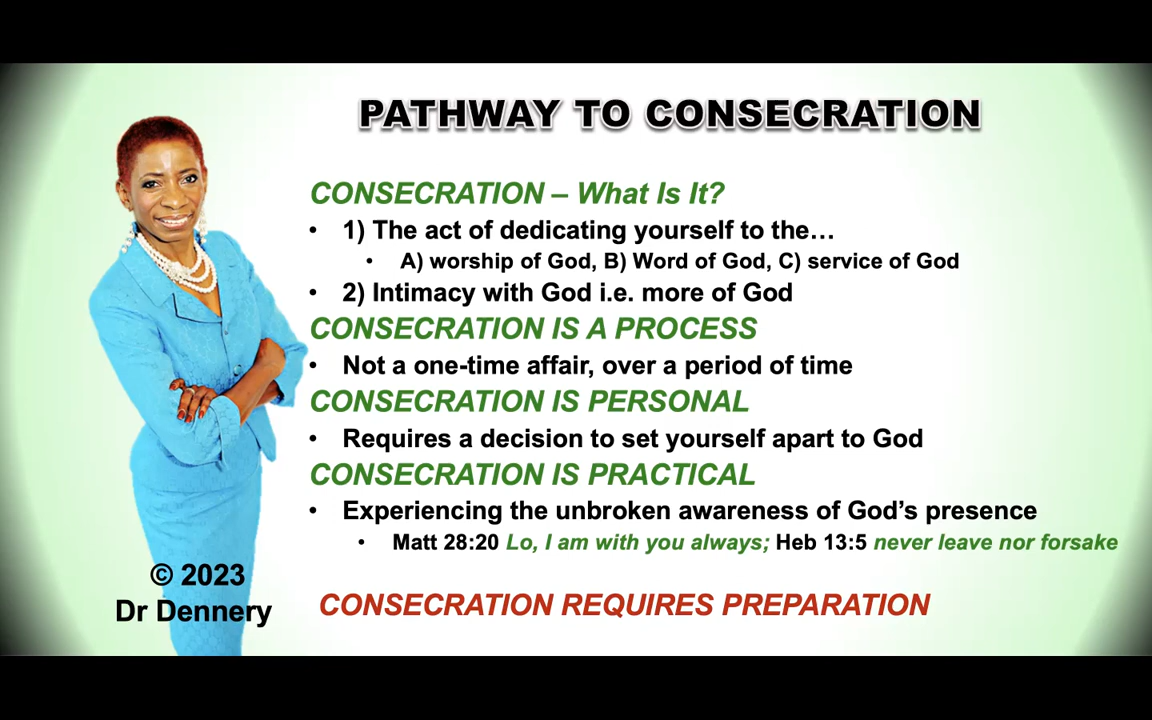 PATHWAY TO CONSECRATION
CONSECRATION – What Is It?
• 1) The act of dedicating yourself to the…
• A) worship of God, B) Word of God, C) service of God
• 2) Intimacy with God i.e. more of God
CONSECRATION IS A PROCESS
• Not a one-time affair, over a period of time
CONSECRATION IS PERSONAL
• Requires a decision to set yourself apart to God
CONSECRATION IS PRACTICAL
• Experiencing the unbroken awareness of God’s presence
• Matt 28:20 Lo, I am with you always; Heb 13:5 never leave nor forsake
CONSECRATION REQUIRES PREPARATION
© 2023
Dr Dennery